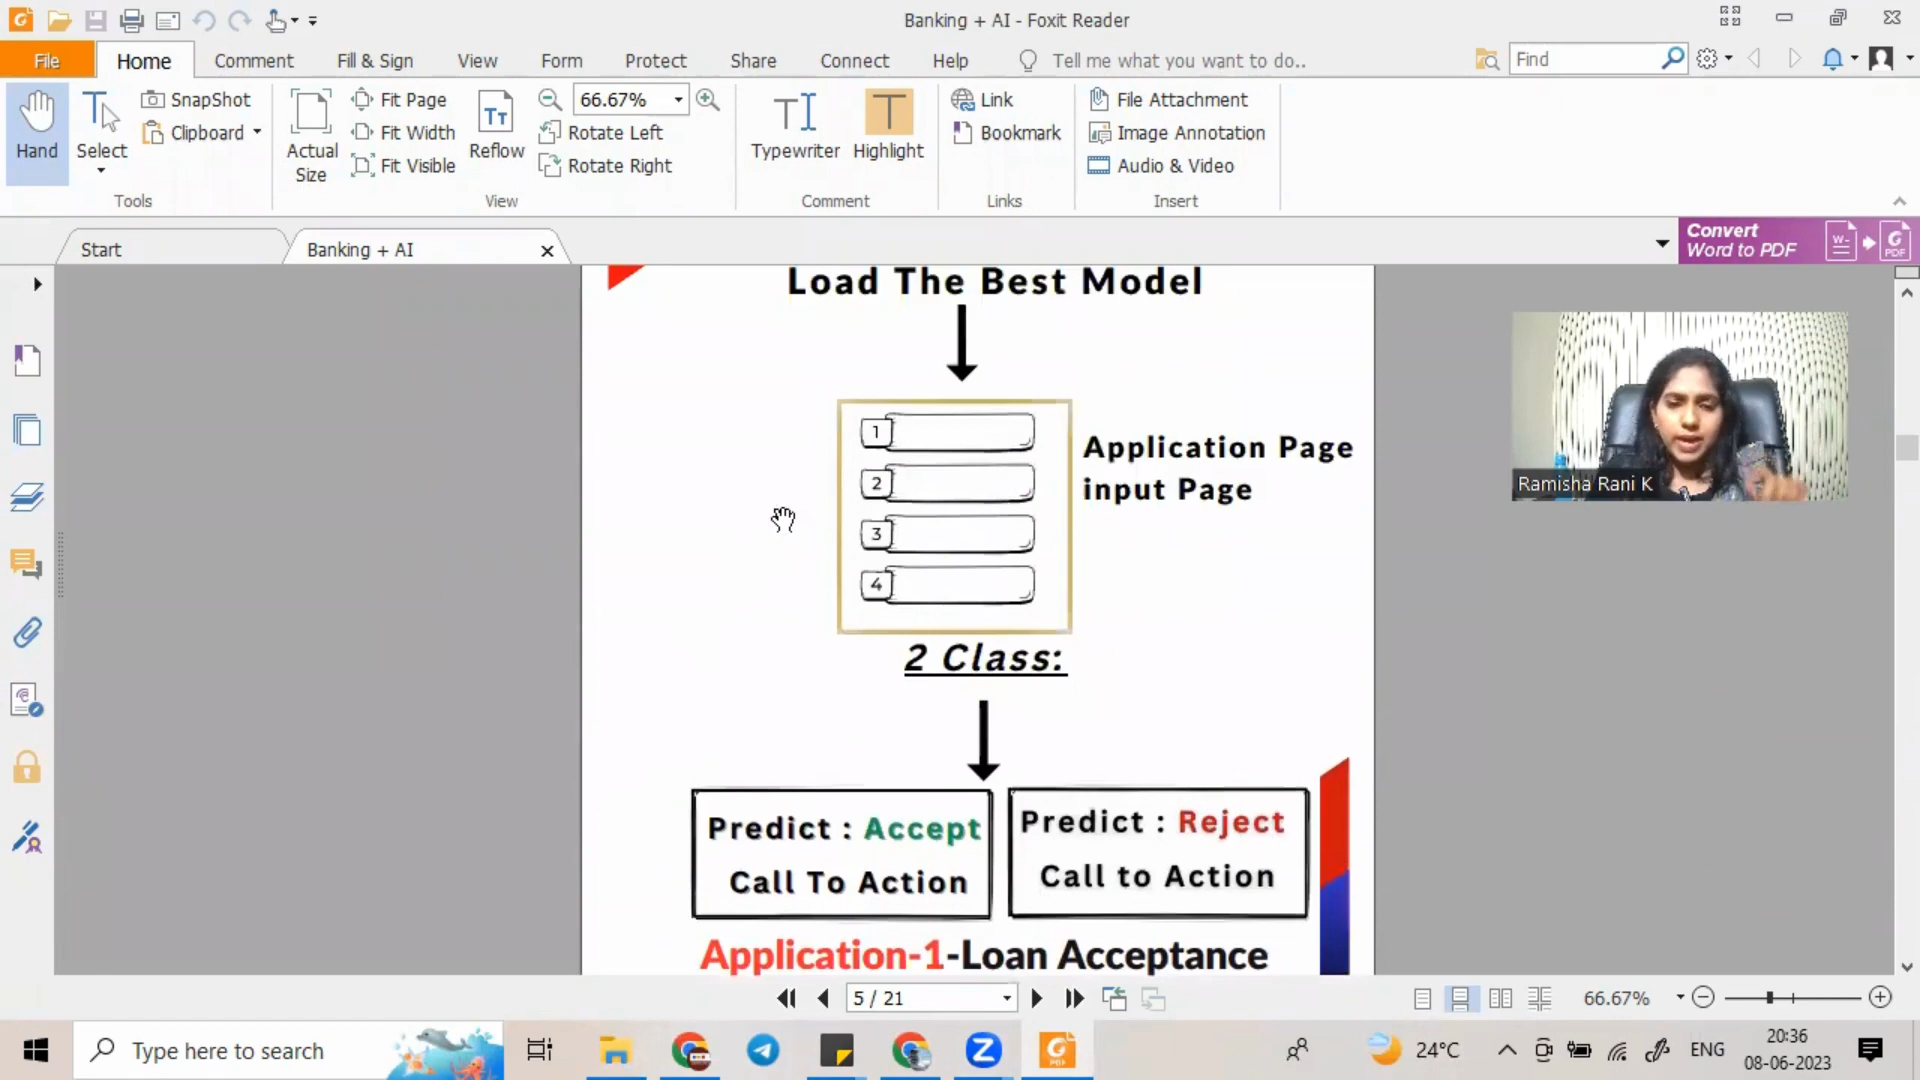 Banking + AI - Foxit Reader
File Home Comment Fill & Sign View Form Protect Share Connect Help Tell me what you want to do.. Find
Hand
Select
SnapShot
Clipboard
Tools
Actual
Size
Fit Page
Fit Width
Fit Visible
Reflow
66.67%
Rotate Left
Rotate Right
View
Typewriter
Highlight
Comment
Link
Bookmark
Links
File Attachment
Image Annotation
Audio & Video
Insert
Start
Banking + AI
Convert
Word to PDF
Load The Best Model
1
2
3
4
Application Page
input Page
2 Class:
Predict : Accept
Call To Action
Predict : Reject
Call to Action
Application-1-Loan Acceptance
Ramisha Rani K
5 / 21
66.67%
Type here to search
24°C
ENG
20:36
08-06-2023